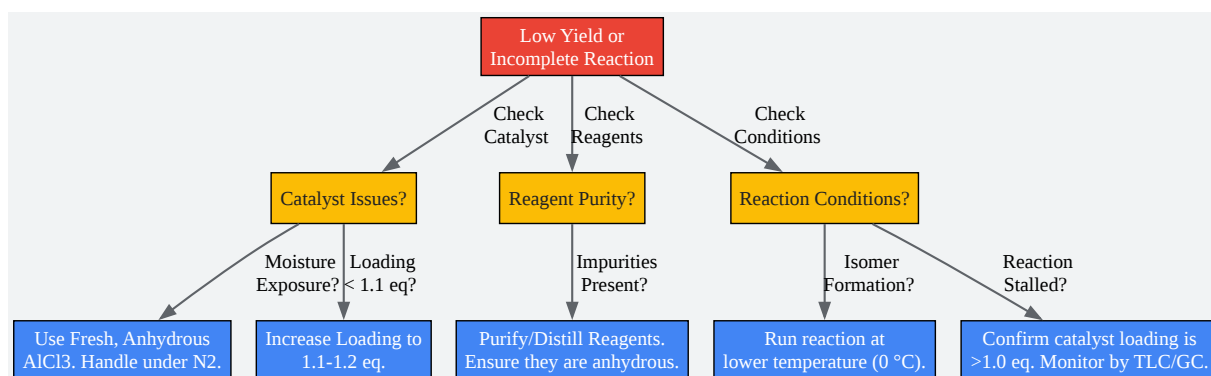 Low Yield or
Incomplete Reaction
Check
Catalyst
Check
Reagents
Check
Conditions
Catalyst Issues?
Reagent Purity?
Reaction Conditions?
Moisture
Exposure?
Loading
< 1.1 eq?
Impurities
Present?
Isomer
Formation?
Reaction
Stalled?
Use Fresh, Anhydrous
AlCl3. Handle under N2.
Increase Loading to
1.1-1.2 eq.
Purify/Distill Reagents.
Ensure they are anhydrous.
Run reaction at
lower temperature (0 °C).
Confirm catalyst loading is
>1.0 eq. Monitor by TLC/GC.